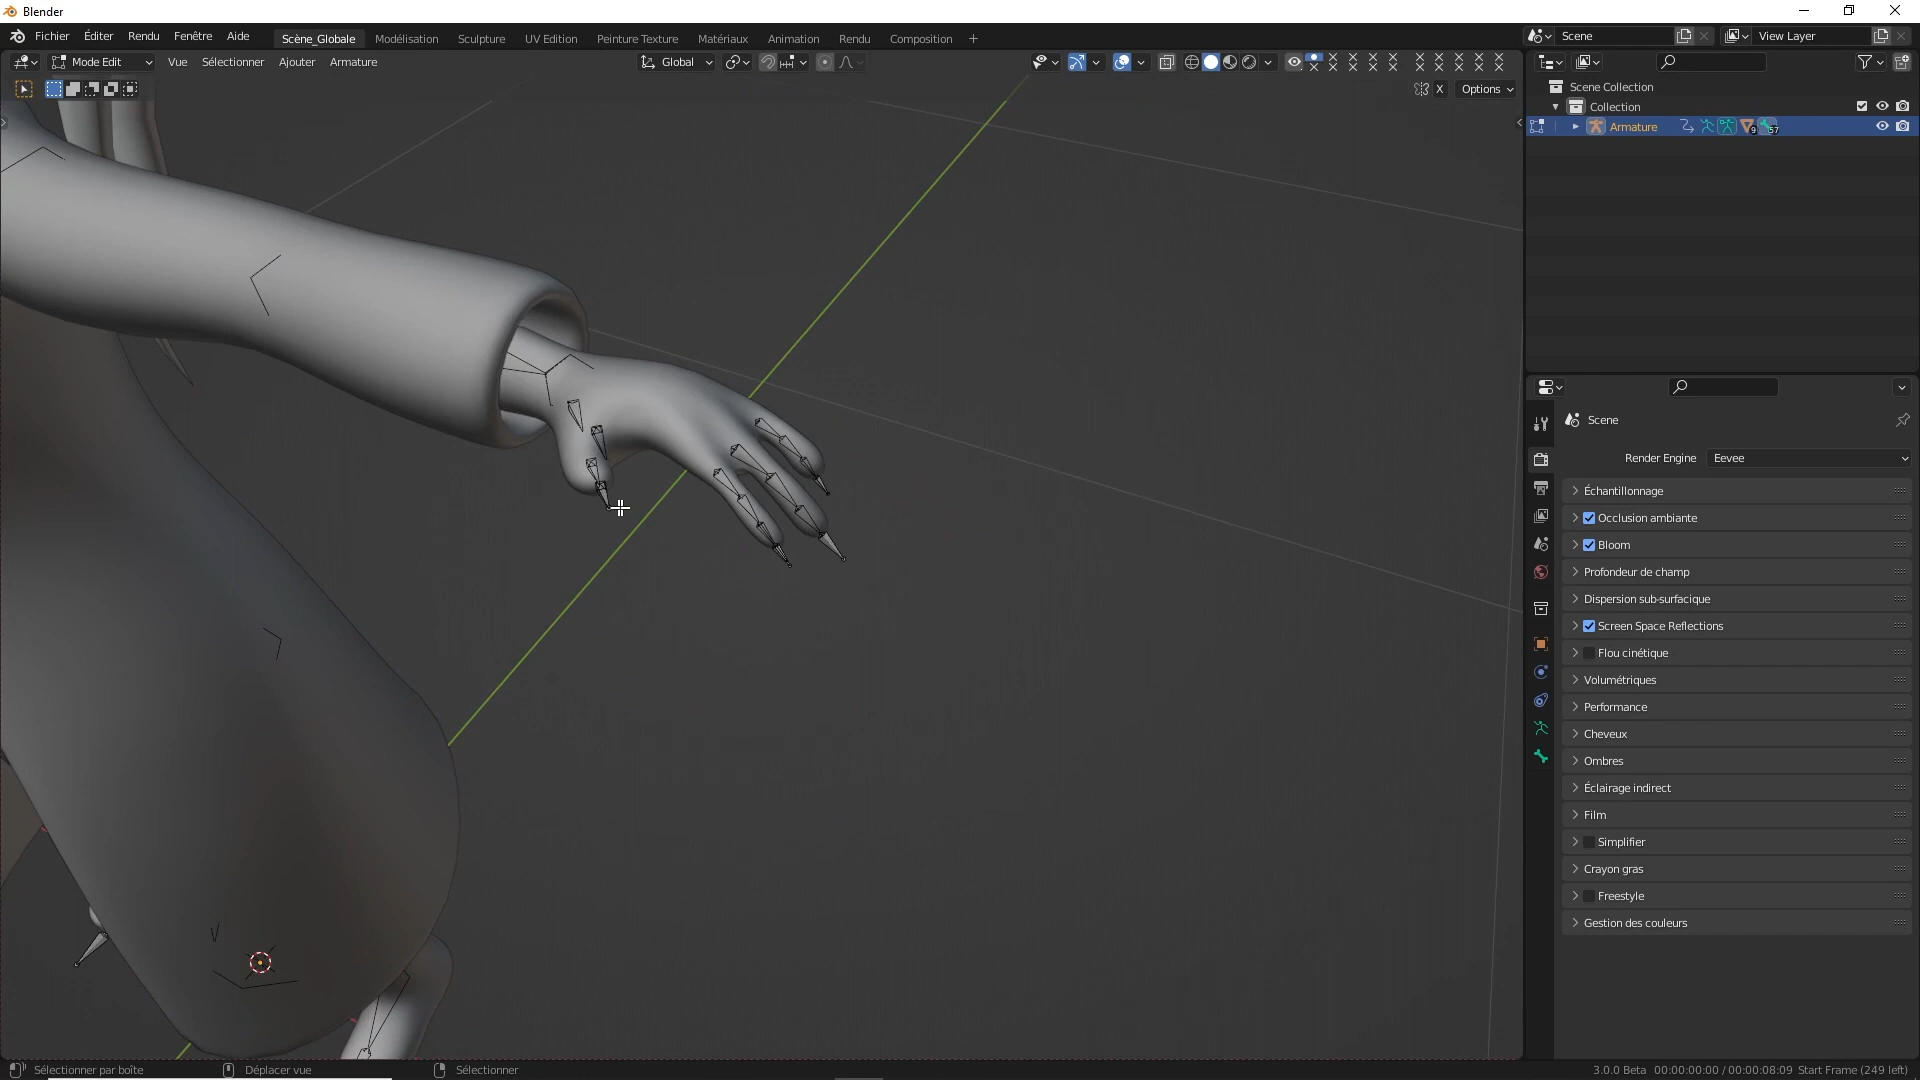 Blender
Fichier Éditer Rendu Fenêtre Aide Scène_Globale Modélisation Sculpture UV Edition Peinture Texture Matériaux Animation Rendu Composition + Scene View Layer
Mode Edit Vue Sélectionner Ajouter Armature Global
X Options
Scene Collection
Collection
Armature 9 57
Scene
Render Engine Eevee
Échantillonnage
Occlusion ambiante
Bloom
Profondeur de champ
Dispersion sub-surfacique
Screen Space Reflections
Flou cinétique
Volumétriques
Performance
Cheveux
Ombres
Éclairage indirect
Film
Simplifier
Crayon gras
Freestyle
Gestion des couleurs
Sélectionner par boîte Déplacer vue Sélectionner 3.0.0 Beta 00:00:00:00 / 00:00:08:09 Start Frame (249 left)